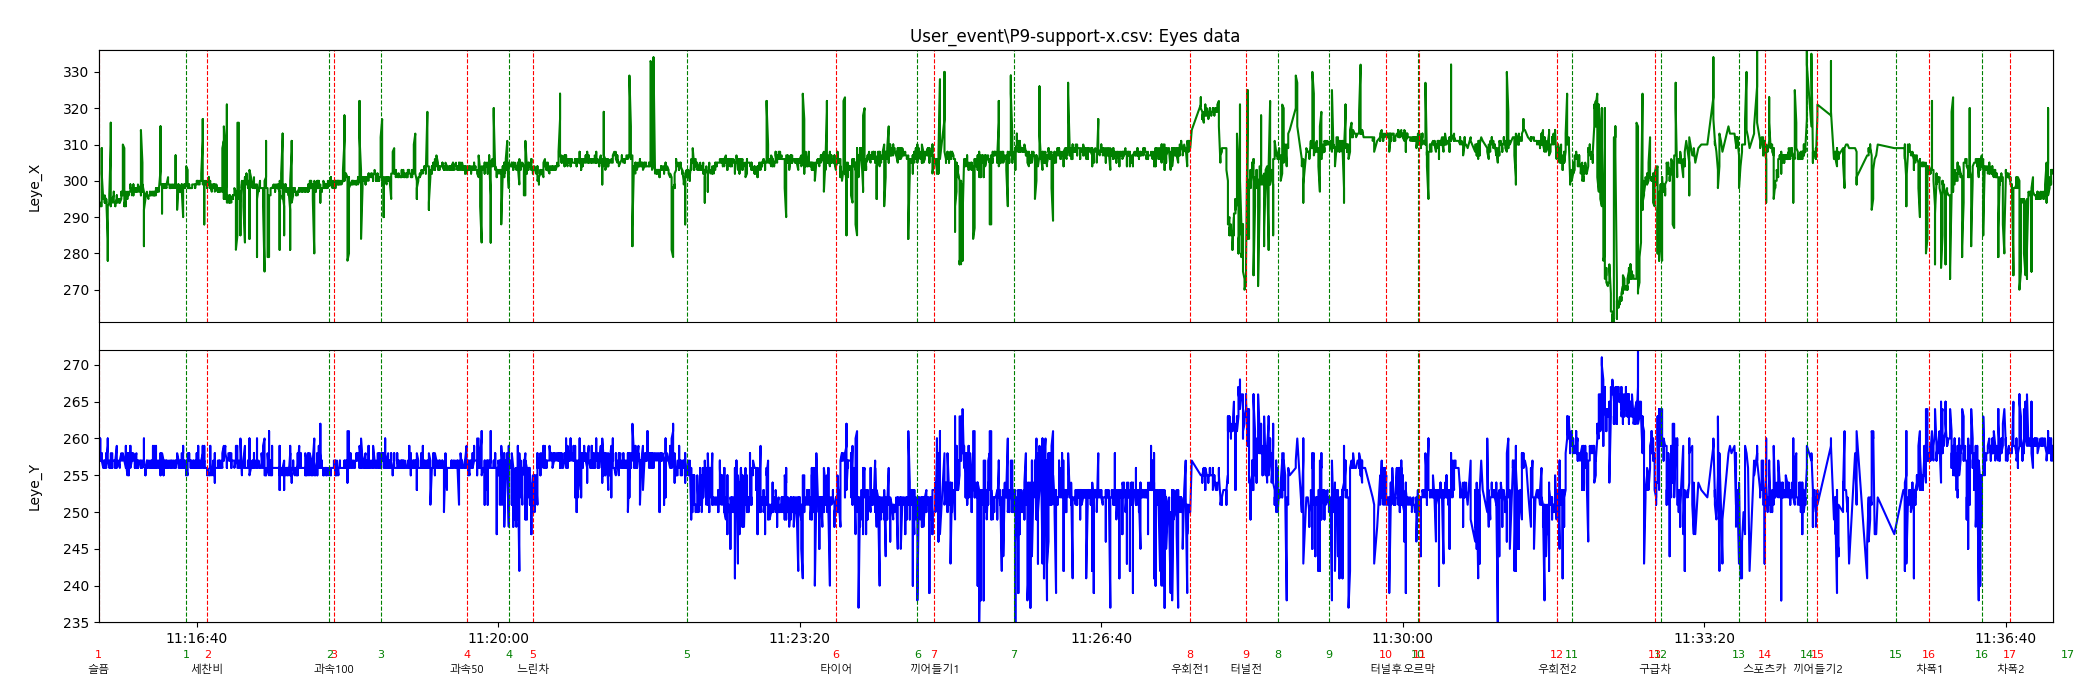 User_event\P9-support-x.csv: Eyes data
330
320
310
300
290
280
270
Leye_X
270
265
260
255
250
245
240
235
Leye_Y
11:16:40 11:20:00 11:23:20 11:26:40 11:30:00 11:33:20 11:36:40
1 1 2 2 3 3 4 4 5 5 6 6 7 7 8 8 9 9 10 10 11 12 11 13 12 13 14 14 15 15 16 16 17 17
슬픔 세찬비 과속100 과속50 느린차 타이어 끼어들기1 우회전1 터널전 터널후 오르막 우회전2 구급차 스포츠카 끼어들기2 차폭1 차폭2